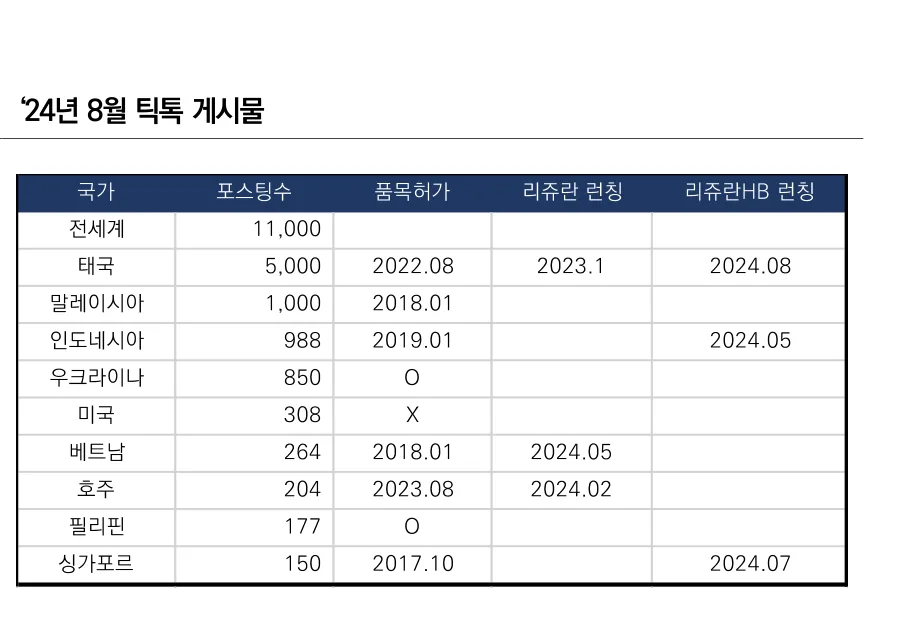 ‘24년 8월 틱톡 게시물
국가 포스팅수 품목허가 리쥬란 런칭 리쥬란HB 런칭
전세계 11,000
태국 5,000 2022.08 2023.1 2024.08
말레이시아 1,000 2018.01
인도네시아 988 2019.01 2024.05
우크라이나 850 O
미국 308 X
베트남 264 2018.01 2024.05
호주 204 2023.08 2024.02
필리핀 177 O
싱가포르 150 2017.10 2024.07